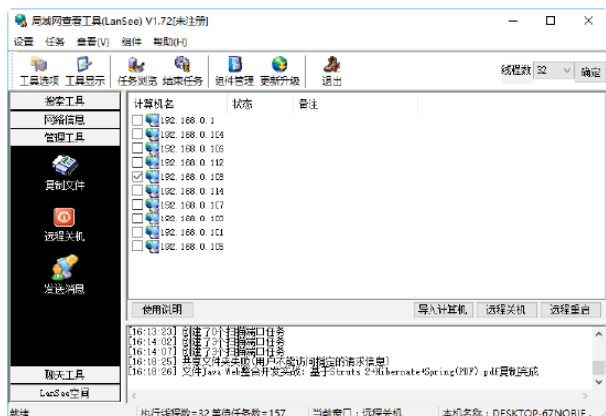 局域网查看工具(LanSee) V1.72[未注册]
设置 任务 查看(V) 组件 帮助(H)
工具选项 工具显示 任务浏览 结束任务 组件管理 更新升级 退出 线程数 32 确定
搜索工具
网络信息
管理工具
复制文件
远程关机
发送消息
聊天工具
LanSee空间
计算机名 状态 备注
192.168.0.1
192.168.0.104
192.168.0.106
192.168.0.112
192.168.0.108
192.168.0.114
192.168.0.107
192.168.0.100
192.168.0.101
192.168.0.105
使用说明 导入计算机 远程关机 远程重启
[16:13:23] 创建了0个扫描端口任务
[16:14:02] 创建了3个扫描端口任务
[16:14:07] 创建了3个扫描端口任务
[16:18:25] 共享文件夹失败(用户不能访问指定的请求信息)
[16:18:26] 文件Java Web整合开发实战: 基于Struts 2+Hibernate+Spring(PDF).pdf复制完成
就绪 执行线程数=32 等待任务数=157 当前窗口：远程关机 本机名称：DESKTOP-67NOBIF